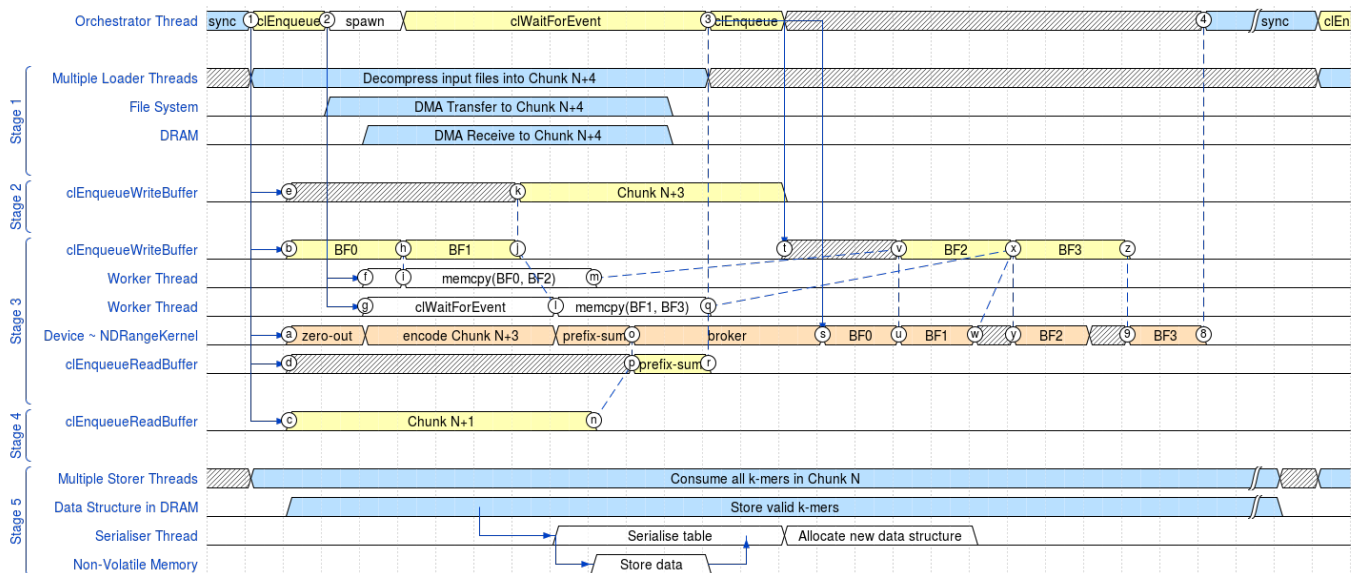 Orchestrator Thread sync 1 clEnqueue 2 spawn clWaitForEvent 3 clEnqueue 4 sync clEn
Stage 1
Multiple Loader Threads Decompress input files into Chunk N+4
File System DMA Transfer to Chunk N+4
DRAM DMA Receive to Chunk N+4
Stage 2
clEnqueueWriteBuffer e k Chunk N+3
Stage 3
clEnqueueWriteBuffer b BF0 h BF1 j t v BF2 x BF3 z
Worker Thread f i memcpy(BF0, BF2) m
Worker Thread g clWaitForEvent l memcpy(BF1, BF3) q
Device ~ NDRangeKernel a zero-out encode Chunk N+3 prefix-sum o broker s BF0 u BF1 w y BF2 9 BF3 8
clEnqueueReadBuffer d p prefix-sum r
Stage 4
clEnqueueReadBuffer c Chunk N+1 n
Stage 5
Multiple Storer Threads Consume all k-mers in Chunk N
Data Structure in DRAM Store valid k-mers
Serialiser Thread Serialise table Allocate new data structure
Non-Volatile Memory Store data